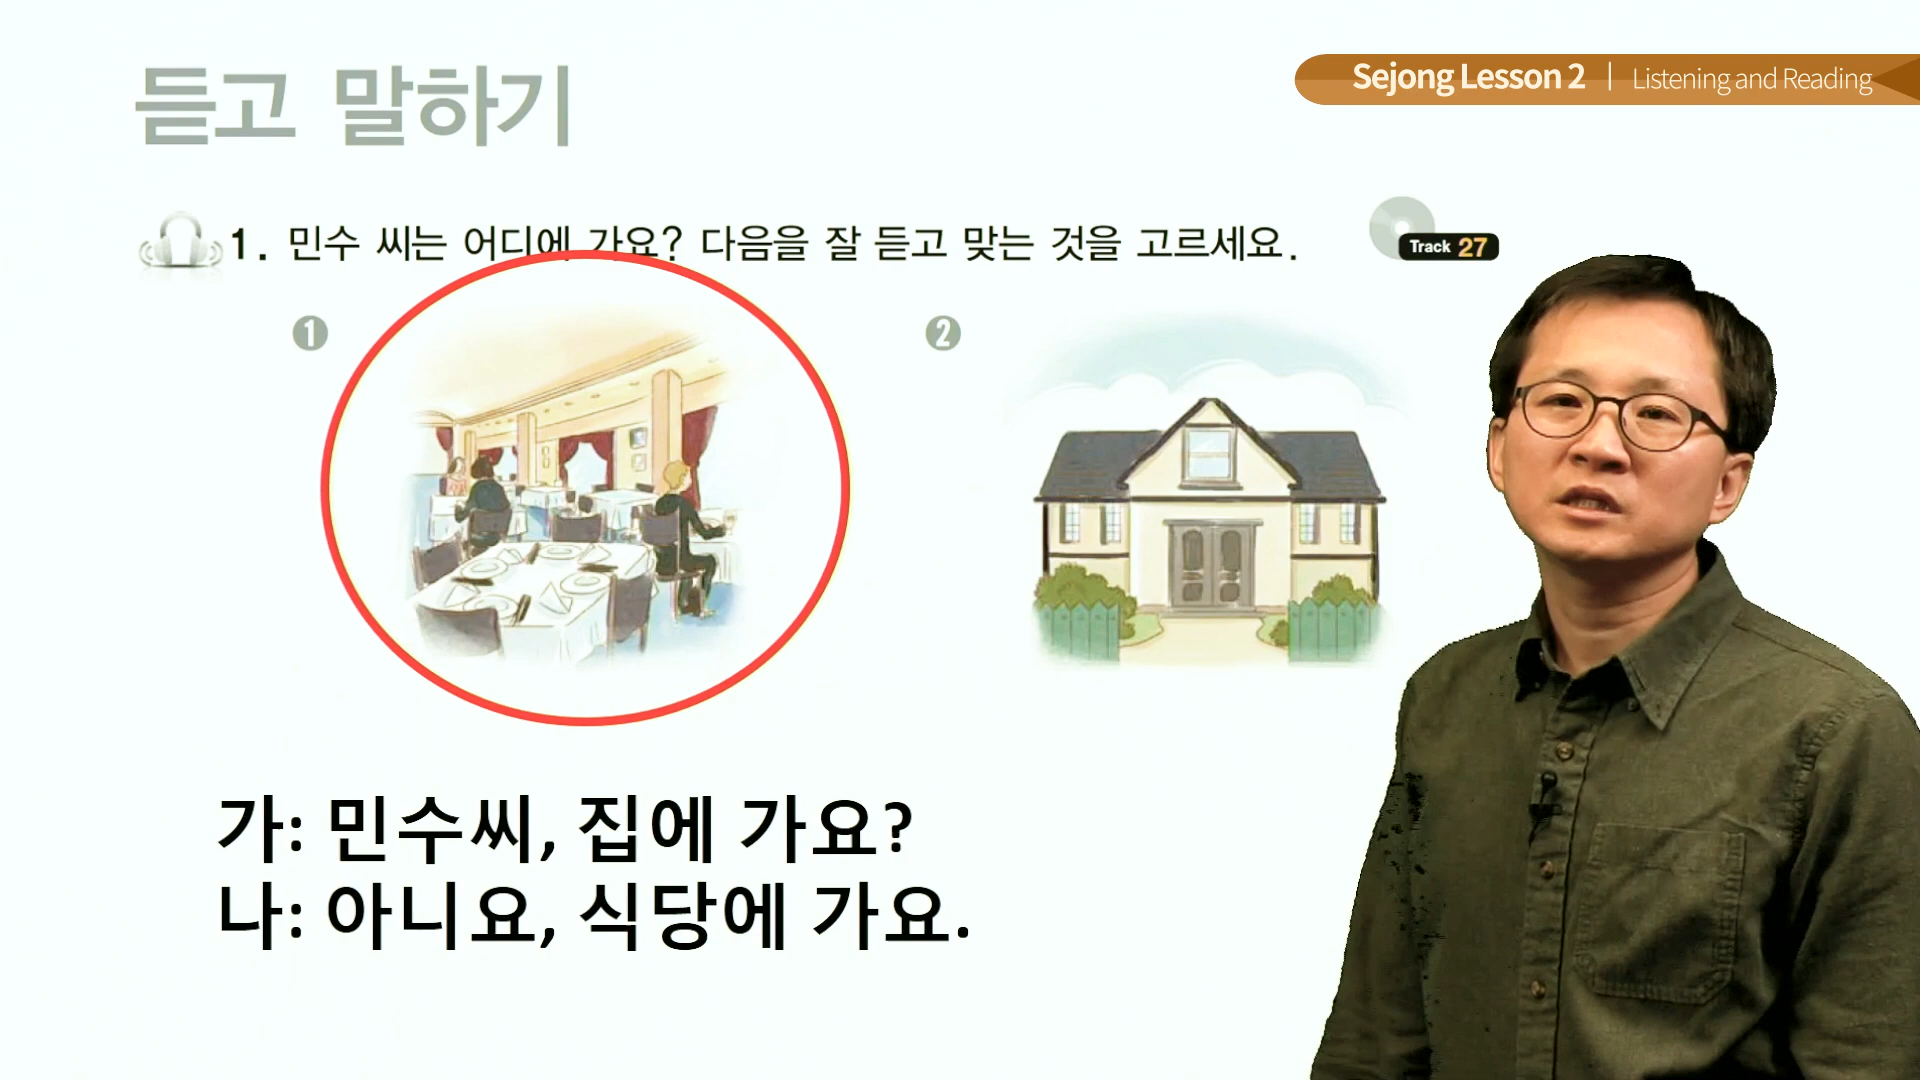 듣고 말하기
Sejong Lesson 2 | Listening and Reading
1. 민수 씨는 어디에 가요? 다음을 잘 듣고 맞는 것을 고르세요.
Track 27
1
2
가: 민수씨, 집에 가요?
나: 아니요, 식당에 가요.